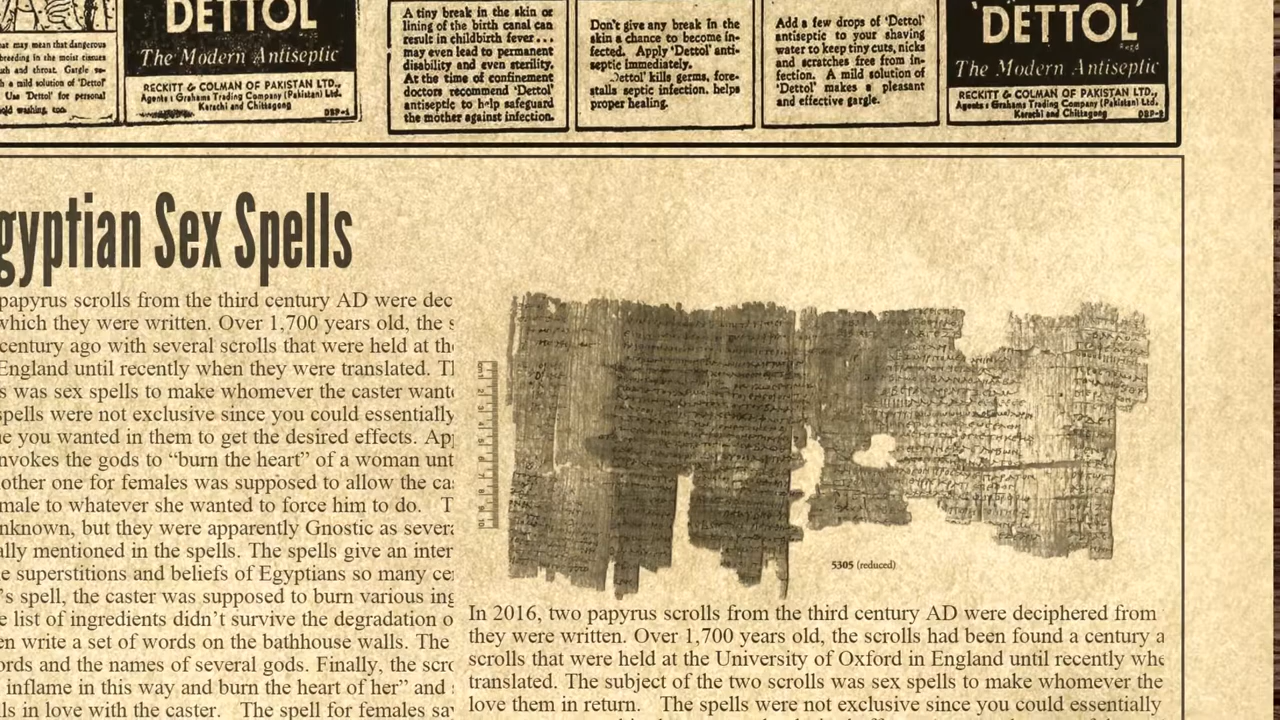 at may mean that dangerous
breeding in the moist tissues
uth and throat. Gargle
h a mild solution of 'Dettol'
Use 'Dettol' for personal
old washing, too.
DETTOL
The Modern Antiseptic
RECKITT & COLMAN OF PAKISTAN LTD.,
Agents : Grahams Trading Company (Pakistan) Ltd.
Karachi and Chittagong
DBP-1
A tiny break in the skin or
lining of the birth canal can
result in childbirth fever...
may even lead to permanent
disability and even sterility.
At the time of confinement
doctors recommend 'Dettol'
antiseptic to help safeguard
the mother against infection.
Don't give any break in the
skin a chance to become in-
fected. Apply 'Dettol' anti-
septic immediately.
Dettol' kills germs, fore-
stalls septic infection. helps
proper healing.
Add a few drops of 'Dettol'
antiseptic to your shaving
water to keep tiny cuts, nicks
and scratches free from in-
fection. A mild solution of
'Dettol' makes a pleasant
and effective gargle.
'DETTOL'
Regd
The Modern Antiseptic
RECKITT & COLMAN OF PAKISTAN LTD.,
Agents : Grahams Trading Company (Pakistan) Ltd.
Karachi and Chittagong
gyptian Sex Spells
papyrus scrolls from the third century AD were dec
which they were written. Over 1,700 years old, the s
century ago with several scrolls that were held at th
England until recently when they were translated. Tl
s was sex spells to make whomever the caster want
spells were not exclusive since you could essentially
e you wanted in them to get the desired effects. Ap
nvokes the gods to "burn the heart" of a woman unt
other one for females was supposed to allow the ca
male to whatever she wanted to force him to do. T
nknown, but they were apparently Gnostic as severa
ally mentioned in the spells. The spells give an inter
e superstitions and beliefs of Egyptians so many ce
's spell, the caster was supposed to burn various ing
e list of ingredients didn't survive the degradation o
en write a set of words on the bathhouse walls. The
ords and the names of several gods. Finally, the scr
inflame in this way and burn the heart of her" and
ls in love with the caster. The spell for females sa
5305 (reduced)
In 2016, two papyrus scrolls from the third century AD were deciphered from
they were written. Over 1,700 years old, the scrolls had been found a century a
scrolls that were held at the University of Oxford in England until recently whe
translated. The subject of the two scrolls was sex spells to make whomever the
love them in return. The spells were not exclusive since you could essentially